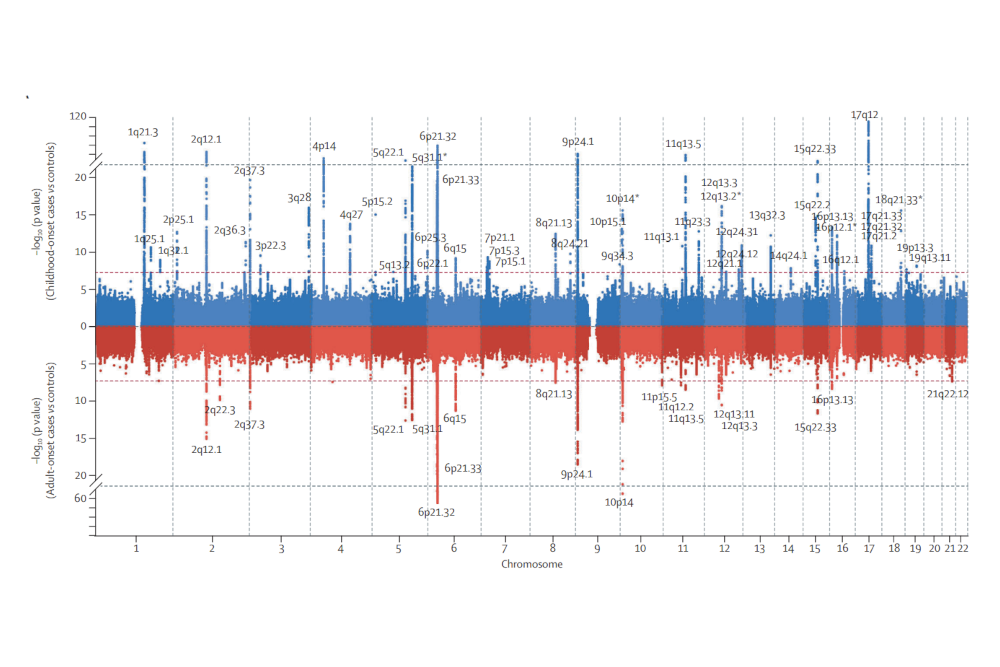 120
17q12
1q21.3
2q12.1
6p21.32
4p14
9p24.1
11q13.5
5q22.1
5q31.1*
15q22.33
20
2q37.3
6p21.33
12q13.3
3q28
5p15.2
10p14*
12q13.2*
18q21.33*
15
2p25.1
4q27
15q22.2
13q32.3
16p13.13
17q21.33
8q21.13
10p15.1
11q23.3
16p12.1*
17q21.32
2q36.3
12q24.31
17q21.2
1q25.1
6p25.3
7p21.1
11q13.1
3p22.3
8q24.21
10
1q32.1
6q15
7p15.3
19p13.3
9q34.3
12q24.12
14q24.1
5q13.2
6p22.1
7p15.1
12q21.1
16q12.1
19q13.11
5
0
5
8q21.13
11p15.5
16p13.13
21q22.12
10
2q22.3
11q12.2
12q13.11
6q15
11q13.5
2q37.3
12q13.3
5q22.1
5q31.1
15q22.33
15
2q12.1
6p21.33
20
9p24.1
60
10p14
6p21.32
−log₁₀ (p value)
(Childhood-onset cases vs controls)
−log₁₀ (p value)
(Adult-onset cases vs controls)
1 2 3 4 5 6 7 8 9 10 11 12 13 14 15 16 17 18 19 20 21 22
Chromosome